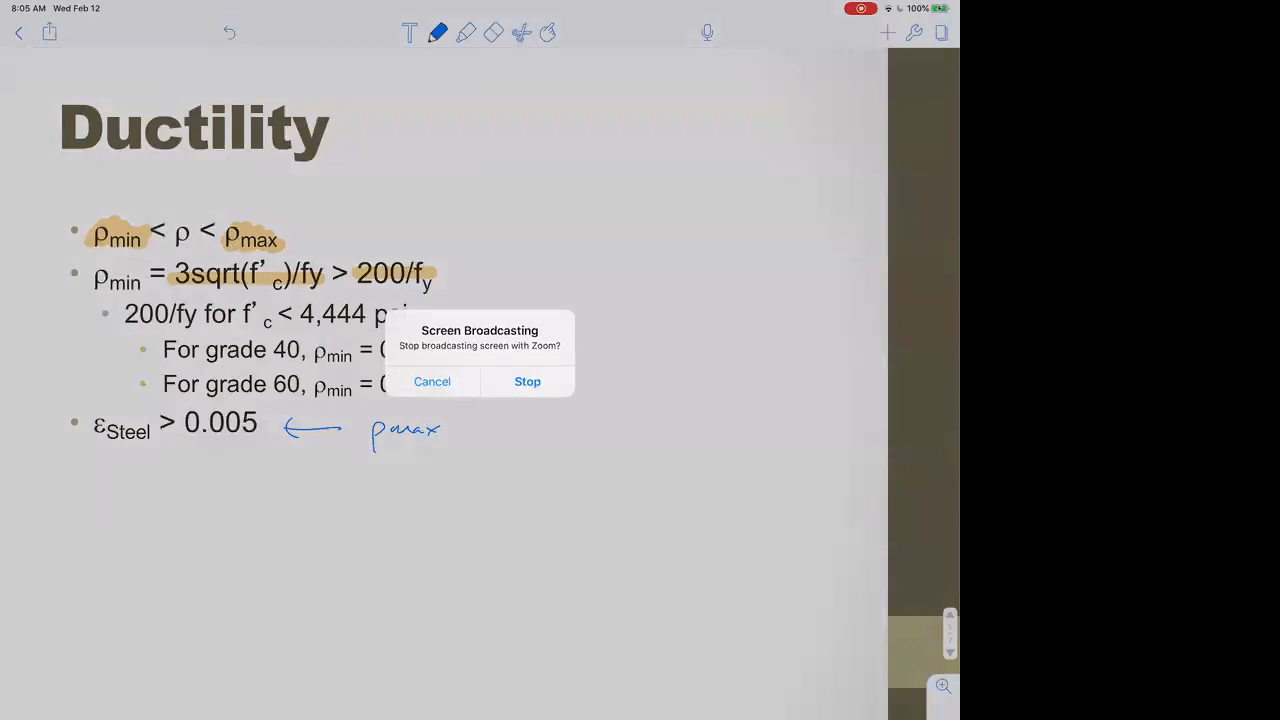 8:05 AM Wed Feb 12
100%
Ductility
• ρmin < ρ < ρmax
• ρmin = 3sqrt(f'c)/fy > 200/fy
• 200/fy for f'c < 4,444
Screen Broadcasting
Stop broadcasting screen with Zoom?
• For grade 40, ρmin =
Cancel Stop
• For grade 60, ρmin =
• εSteel > 0.005 ← ρmax